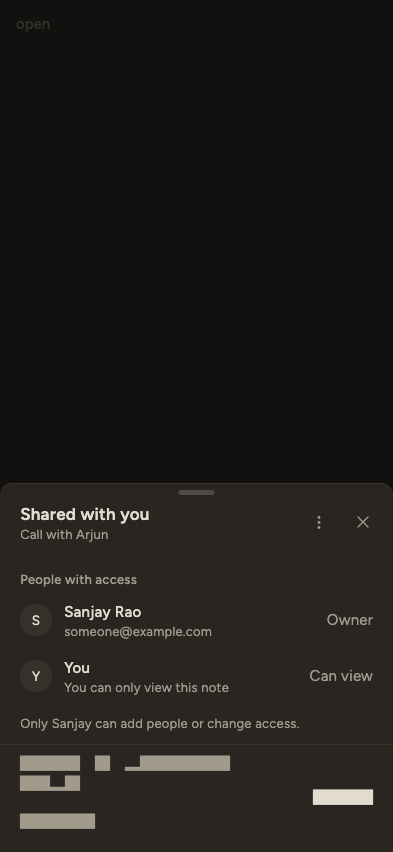 open
Shared with you
Call with Arjun
People with access
S
Sanjay Rao
someone@example.com
Owner
Y
You
You can only view this note
Can view
Only Sanjay can add people or change access.